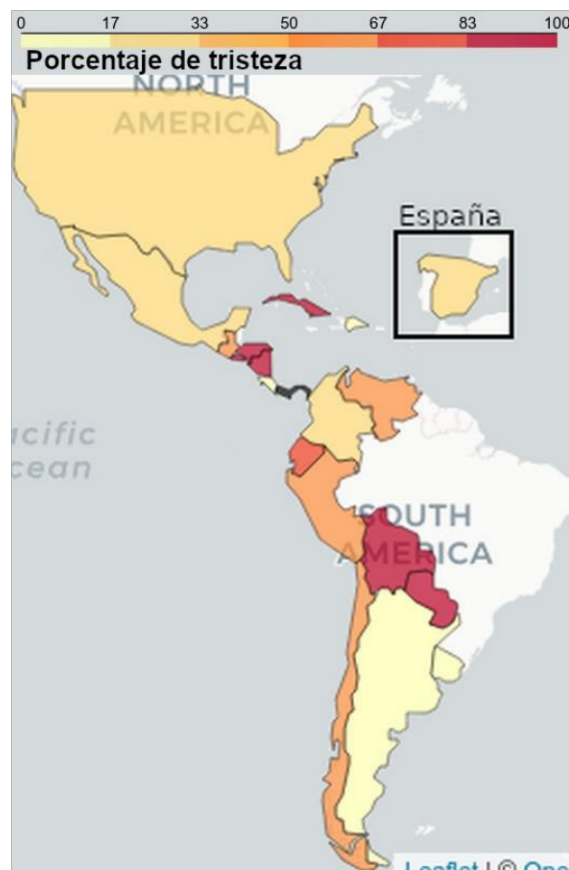 0 17 33 50 67 83 100
Porcentaje de tristeza
NORTH
AMERICA
España
acific
cean
SOUTH
AMERICA
Leaflet | © Ope